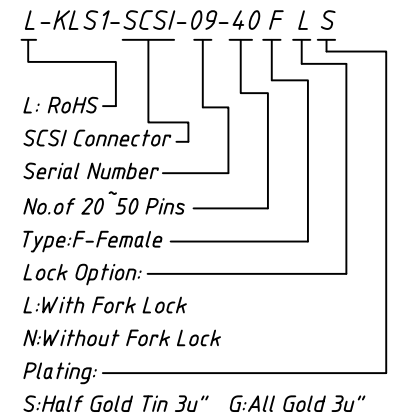 L-KLS1-SCSI-09-40 F L S
L: RoHS
SCSI Connector
Serial Number
No.of 20~50 Pins
Type:F-Female
Lock Option:
L:With Fork Lock
N:Without Fork Lock
Plating:
S:Half Gold Tin 3u" G:All Gold 3u"